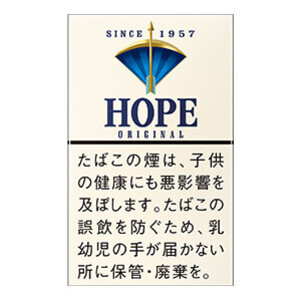 SINCE 1957
HOPE
ORIGINAL
たばこの煙は、子供
の健康にも悪影響を
及ぼします。たばこの
誤飲を防ぐため、乳
幼児の手が届かない
所に保管・廃棄を。